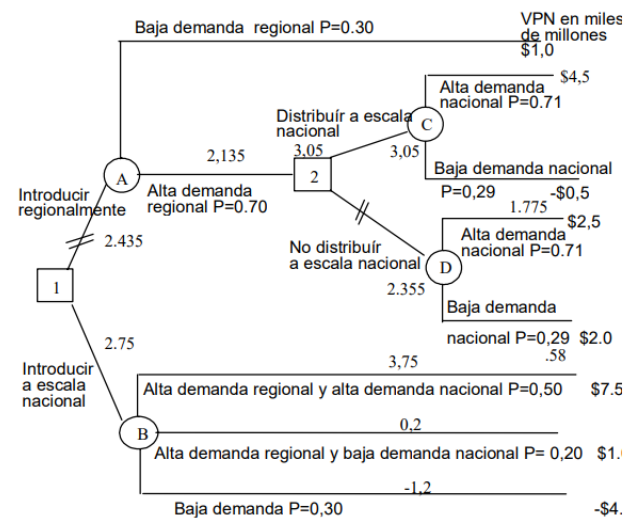 Baja demanda regional P=0.30
VPN en miles
de millones
$1,0
$4,5
Alta demanda
nacional P=0.71
Distribuír a escala
nacional
C
3,05
3,05
2,135
2
A
Alta demanda
regional P=0.70
Baja demanda nacional
P=0,29 -$0,5
Introducir
regionalmente
2.435
1.775
$2,5
Alta demanda
nacional P=0.71
No distribuír
a escala nacional
D
2.355
1
Baja demanda
nacional P=0,29 $2.0
.58
2.75
3,75
Introducir
a escala
nacional
Alta demanda regional y alta demanda nacional P=0,50 $7.5
0,2
B
Alta demanda regional y baja demanda nacional P= 0,20 $1.
-1,2
Baja demanda P=0,30 -$4.